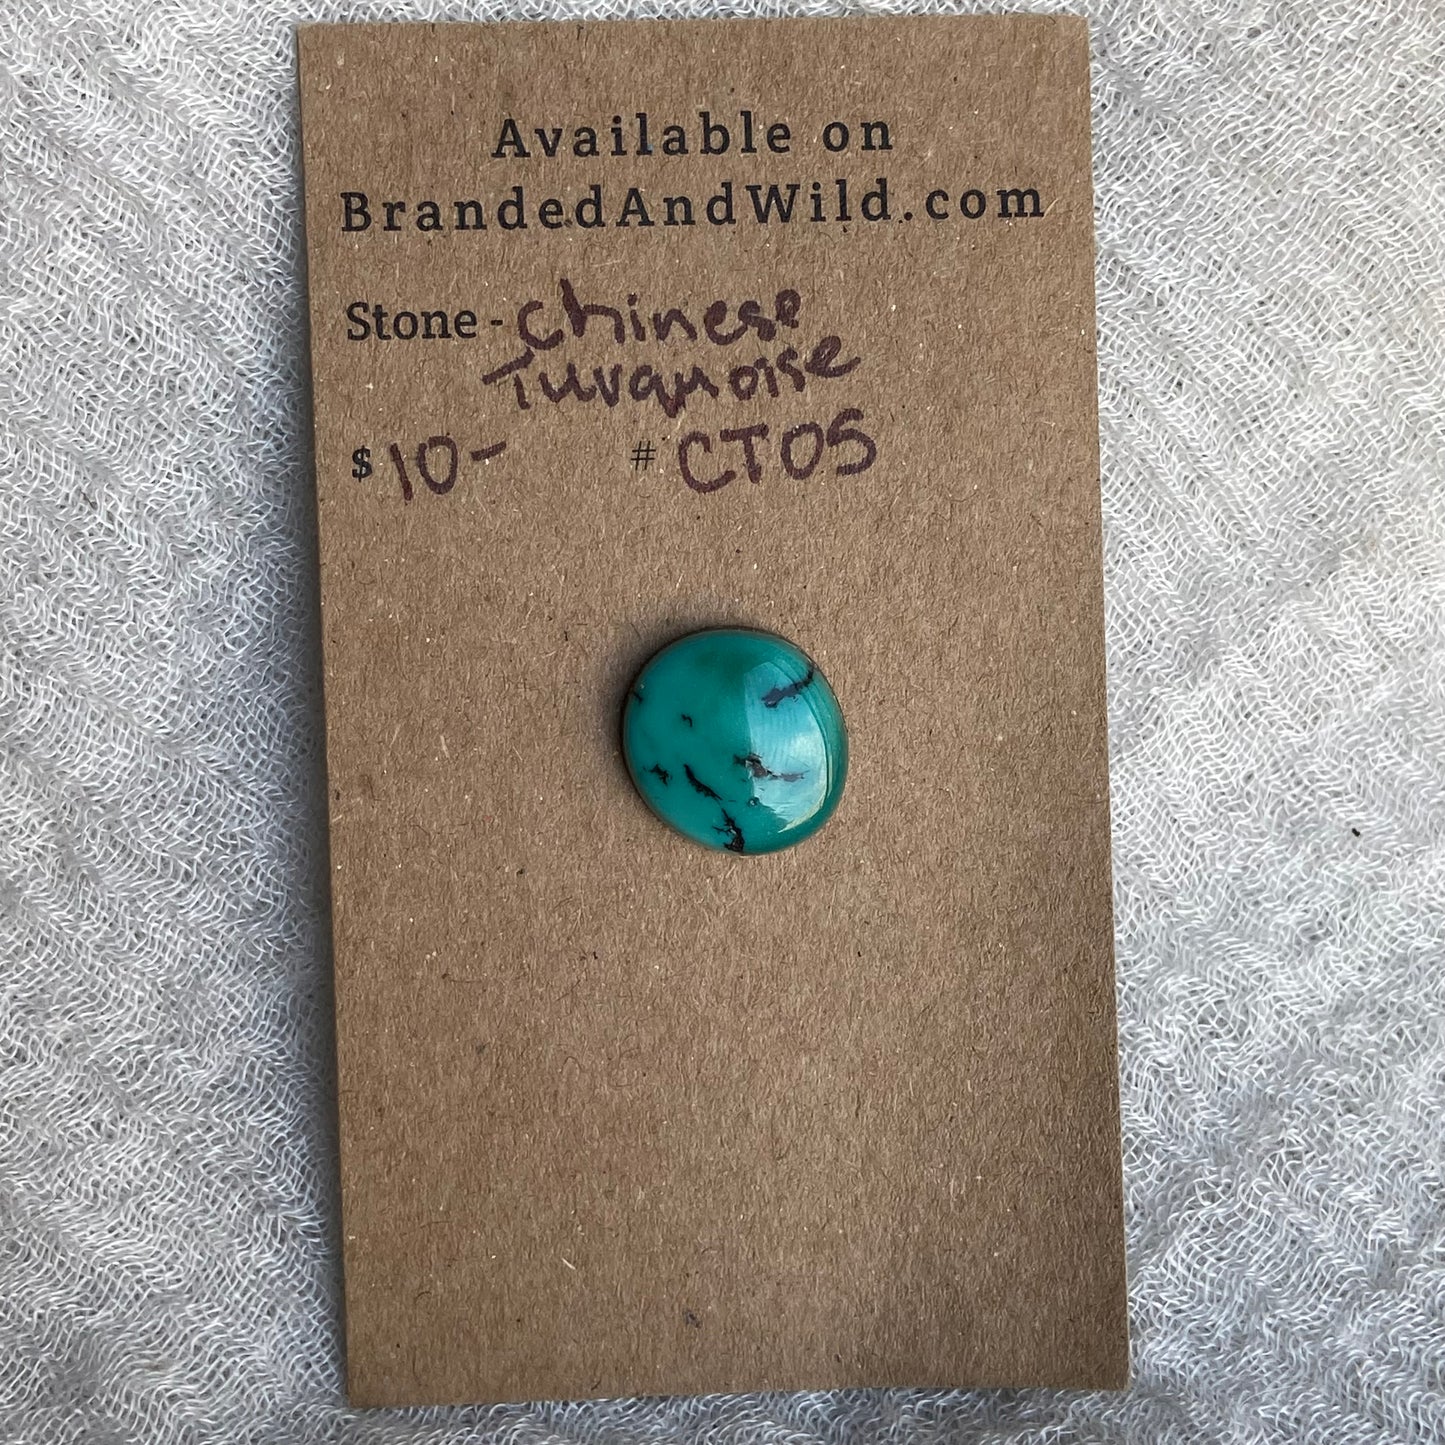 Available on
BrandedAndWild.com
Stone - Chinese
Turquoise
$ 10- # CT05